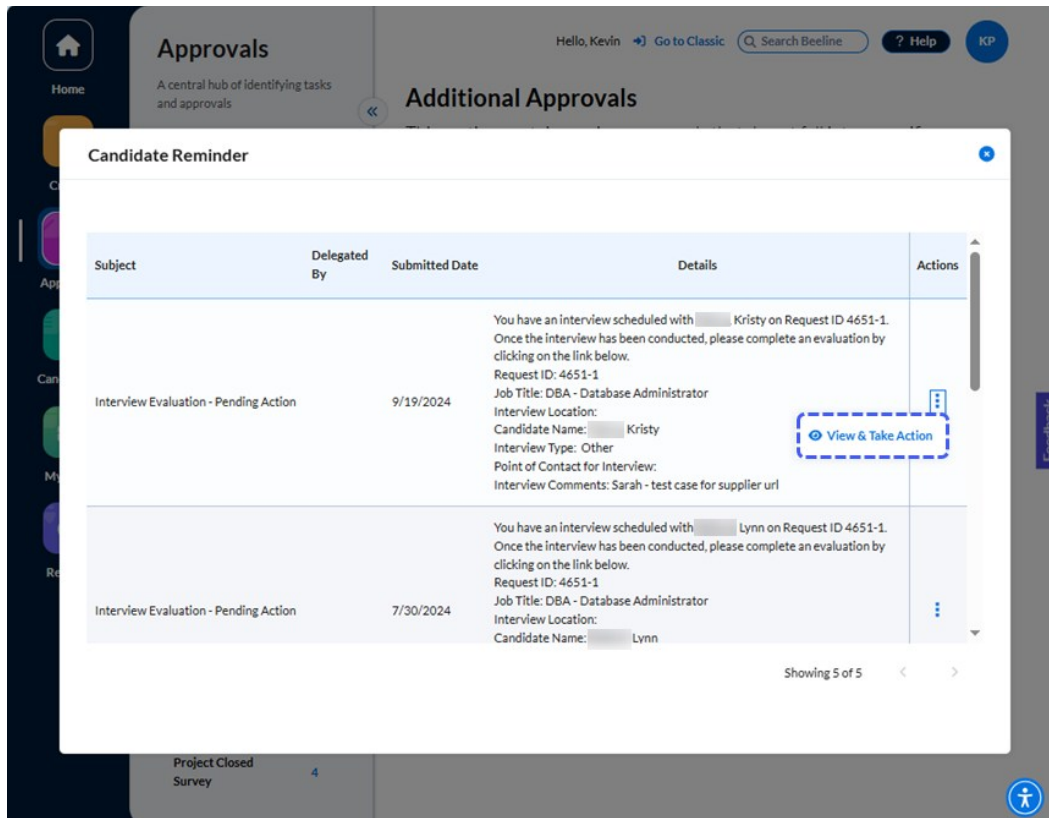 Home
Approvals
A central hub of identifying tasks
and approvals
Hello, Kevin
Go to Classic
Search Beeline
? Help
KP
Additional Approvals
Candidate Reminder
Subject
Delegated
By
Submitted Date
Details
Actions
Interview Evaluation - Pending Action
9/19/2024
You have an interview scheduled with Kristy on Request ID 4651-1.
Once the interview has been conducted, please complete an evaluation by
clicking on the link below.
Request ID: 4651-1
Job Title: DBA - Database Administrator
Interview Location:
Candidate Name: Kristy
Interview Type: Other
Point of Contact for Interview:
Interview Comments: Sarah - test case for supplier url
View & Take Action
Interview Evaluation - Pending Action
7/30/2024
You have an interview scheduled with Lynn on Request ID 4651-1.
Once the interview has been conducted, please complete an evaluation by
clicking on the link below.
Request ID: 4651-1
Job Title: DBA - Database Administrator
Interview Location:
Candidate Name: Lynn
Showing 5 of 5
App
Can
My
Re
Project Closed
Survey
4